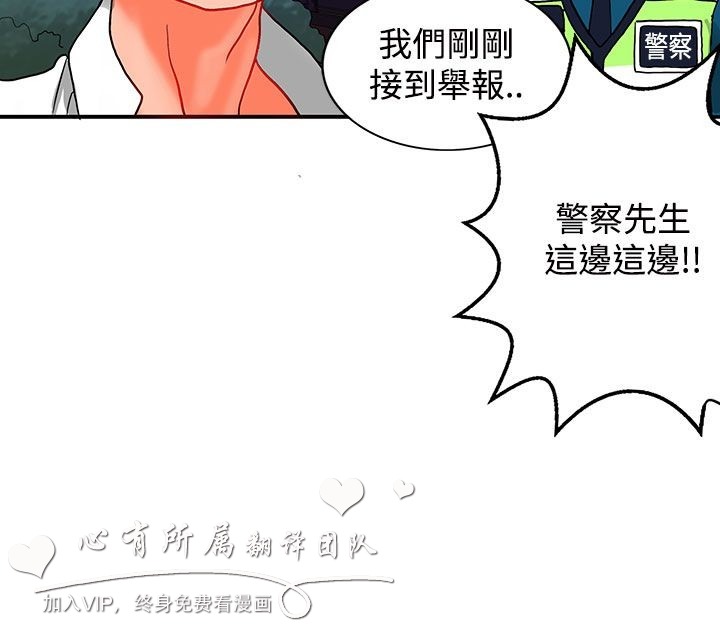 我們剛剛
接到舉報..
警察
警察先生
這邊這邊!!
心有所属翻译团队
加入VIP，终身免费看漫画